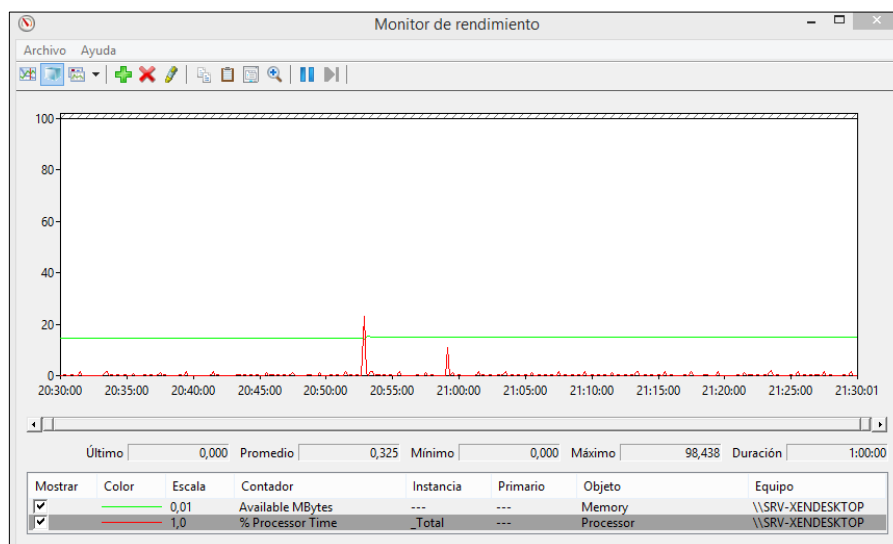 Monitor de rendimiento
Archivo Ayuda
100
80
60
40
20
0
20:30:00 20:35:00 20:40:00 20:45:00 20:50:00 20:55:00 21:00:00 21:05:00 21:10:00 21:15:00 21:20:00 21:25:00 21:30:01
Último 0,000 Promedio 0,325 Mínimo 0,000 Máximo 98,438 Duración 1:00:00
Mostrar Color Escala Contador Instancia Primario Objeto Equipo
0,01 Available MBytes --- --- Memory \\SRV-XENDESKTOP
1,0 % Processor Time _Total --- Processor \\SRV-XENDESKTOP